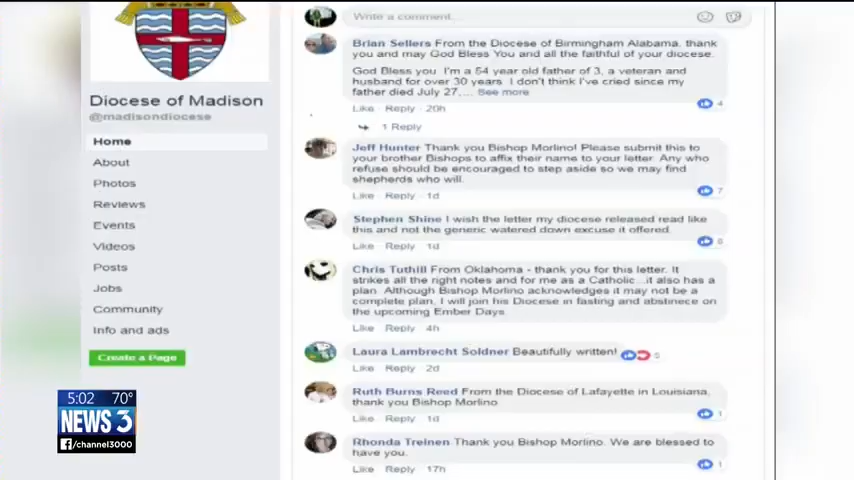 Diocese of Madison
@madisondiocese
Home
About
Photos
Reviews
Events
Videos
Posts
Jobs
Community
Info and ads
Create a Page
Write a comment...
Brian Sellers From the Diocese of Birmingham Alabama, thank
you and may God Bless You and all the faithful of your diocese.
God Bless you. I'm a 54 year old father of 3, a veteran and
husband for over 30 years. I don't think I've cried since my
father died July 27,... See more
4
Like Reply 20h
1 Reply
Jeff Hunter Thank you Bishop Morlino! Please submit this to
your brother Bishops to affix their name to your letter. Any who
refuse should be encouraged to step aside so we may find
shepherds who will.
7
Like Reply 1d
Stephen Shine I wish the letter my diocese released read like
this and not the generic watered down excuse it offered.
Like Reply 1d
Chris Tuthill From Oklahoma - thank you for this letter. It
strikes all the right notes and for me as a Catholic...it also has a
plan. Although Bishop Morlino acknowledges it may not be a
complete plan, I will join his Diocese in fasting and abstinece on
the upcoming Ember Days.
Like Reply 4h
Laura Lambrecht Soldner Beautifully written!
Like Reply 2d
Ruth Burns Reed From the Diocese of Lafayette in Louisiana,
thank you Bishop Morlino
1
Like Reply 1d
Rhonda Treinen Thank you Bishop Morlino. We are blessed to
have you.
1
Like Reply 17h
5:02 70°
NEWS 3
/channel3000